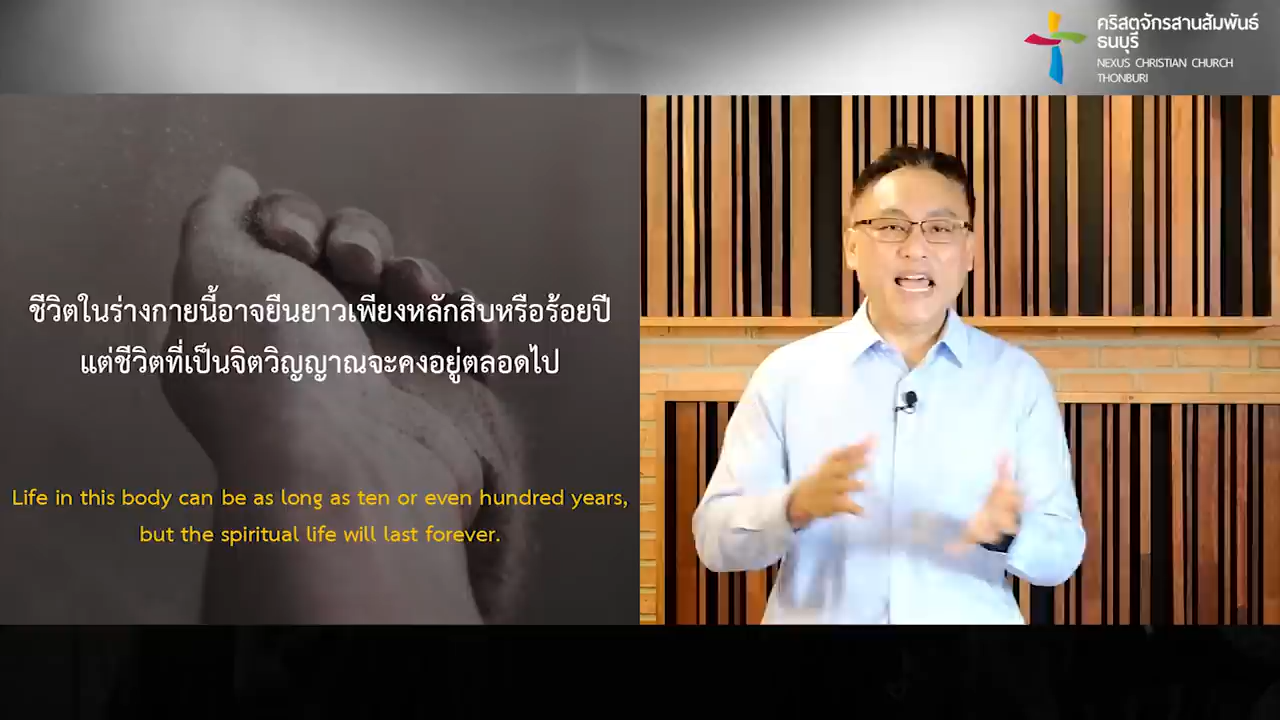 คริสตจักรสานสัมพันธ์
ธนบุรี
NEXUS CHRISTIAN CHURCH
THONBURI
ชีวิตในร่างกายนี้อาจยืนยาวเพียงหลักสิบหรือร้อยปี
แต่ชีวิตที่เป็นจิตวิญญาณจะคงอยู่ตลอดไป
Life in this body can be as long as ten or even hundred years,
but the spiritual life will last forever.